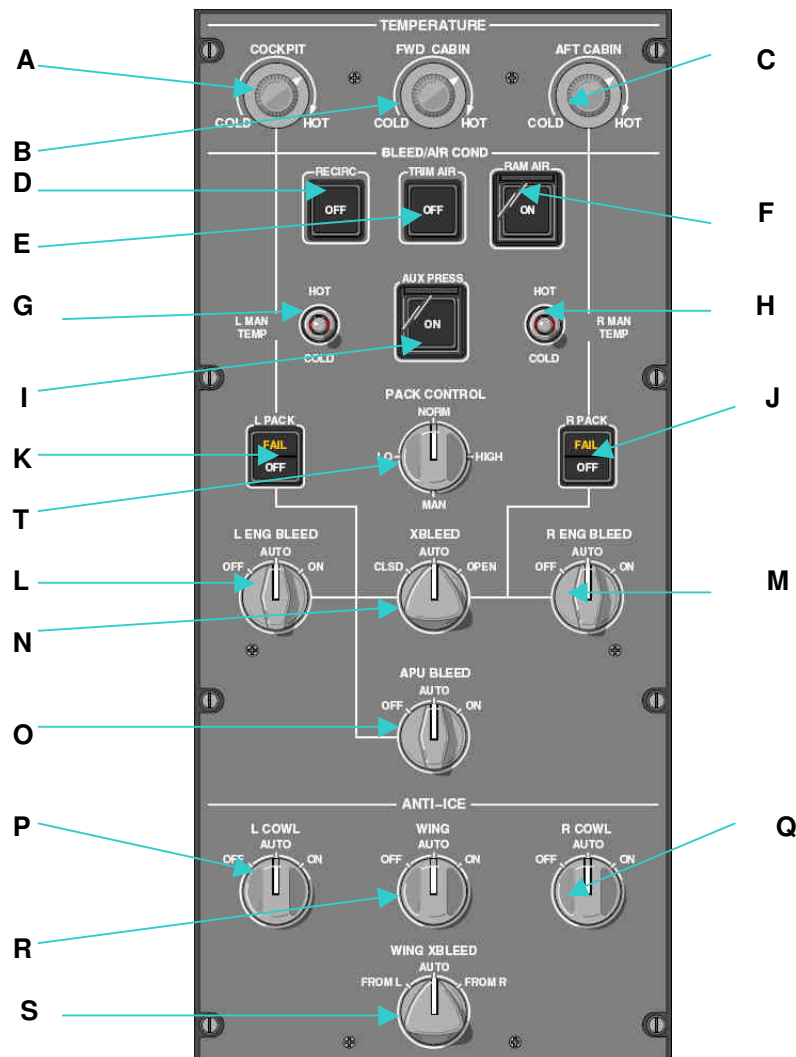 TEMPERATURE
A COCKPIT FWD CABIN AFT CABIN C
COLD HOT COLD HOT COLD HOT
B
BLEED/AIR COND
D RECIRC TRIM AIR RAM AIR
OFF OFF ON
E F
AUX PRESS
G HOT HOT H
L MAN TEMP ON R MAN TEMP
COLD COLD
I
PACK CONTROL
J
L PACK NORM R PACK
K FAIL LO HIGH FAIL
OFF OFF
T MAN
L ENG BLEED XBLEED R ENG BLEED
AUTO AUTO AUTO
L OFF ON CLSD OPEN OFF ON M
N
APU BLEED
AUTO
OFF ON
O
ANTI-ICE
P L COWL WING R COWL Q
AUTO AUTO AUTO
OFF ON OFF ON OFF ON
R
WING XBLEED
AUTO
FROM L FROM R
S